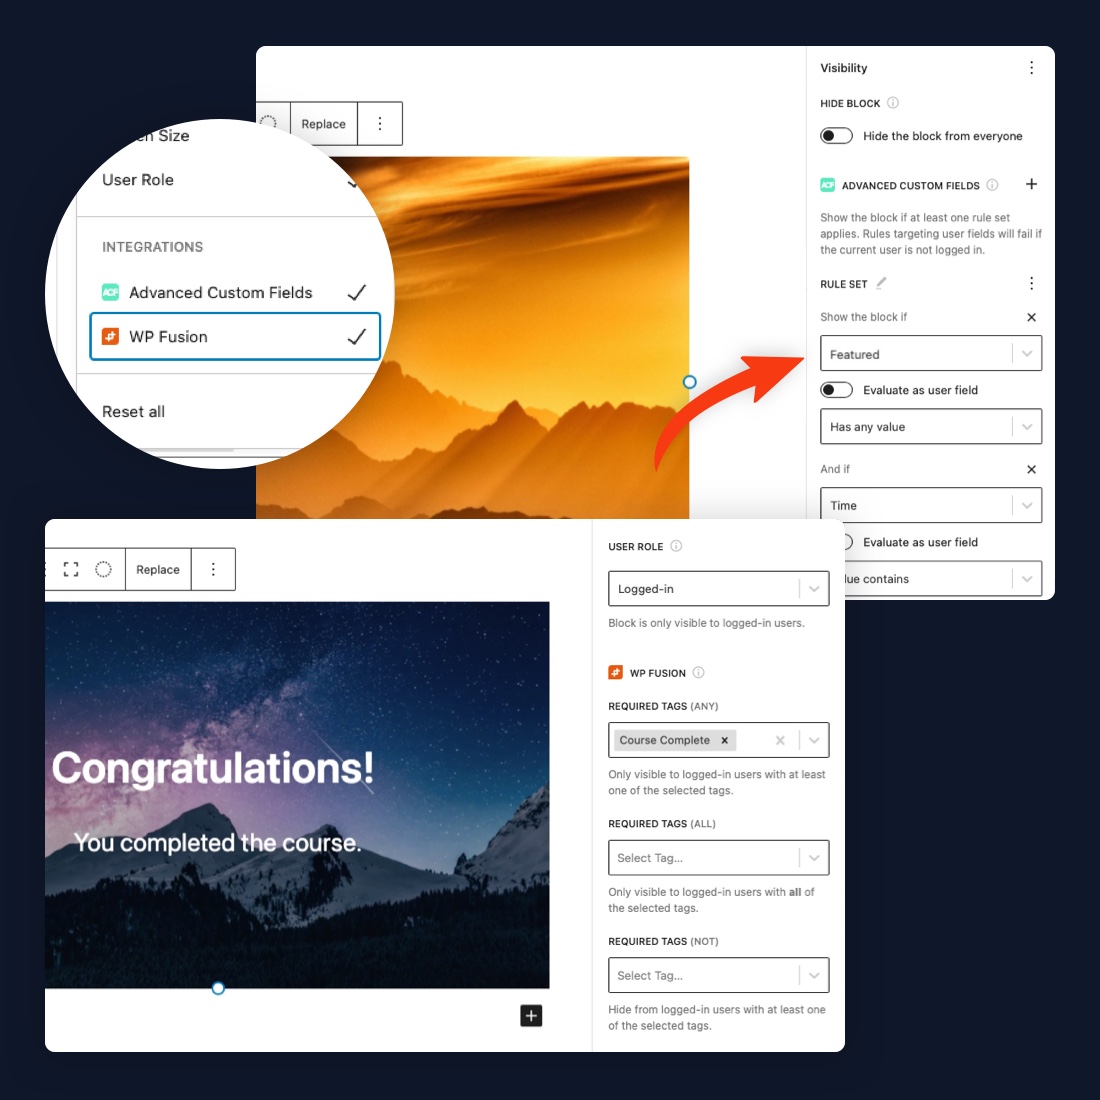 Visibility
HIDE BLOCK
Hide the block from everyone
ACF ADVANCED CUSTOM FIELDS
Show the block if at least one rule set
applies. Rules targeting user fields will fail if
the current user is not logged in.
RULE SET
Show the block if
Featured
Evaluate as user field
Has any value
And if
Time
Evaluate as user field
contains
Replace
Size
User Role
INTEGRATIONS
ACF Advanced Custom Fields
WP Fusion
Reset all
Replace
Congratulations!
You completed the course.
USER ROLE
Logged-in
Block is only visible to logged-in users.
WP FUSION
REQUIRED TAGS (ANY)
Course Complete
Only visible to logged-in users with at least
one of the selected tags.
REQUIRED TAGS (ALL)
Select Tag...
Only visible to logged-in users with all of
the selected tags.
REQUIRED TAGS (NOT)
Select Tag...
Hide from logged-in users with at least one
of the selected tags.